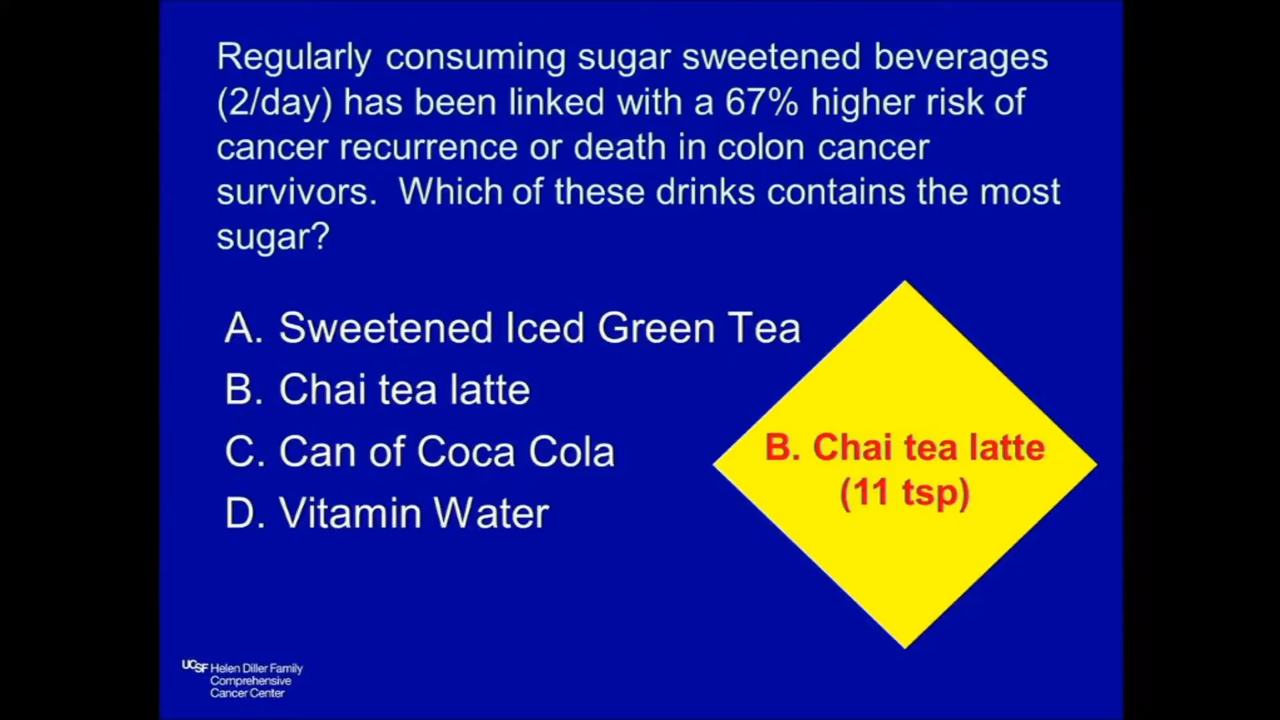 Regularly consuming sugar sweetened beverages
(2/day) has been linked with a 67% higher risk of
cancer recurrence or death in colon cancer
survivors. Which of these drinks contains the most
sugar?
A. Sweetened Iced Green Tea
B. Chai tea latte
C. Can of Coca Cola
D. Vitamin Water
B. Chai tea latte
(11 tsp)
UCSF Helen Diller Family
Comprehensive
Cancer Center